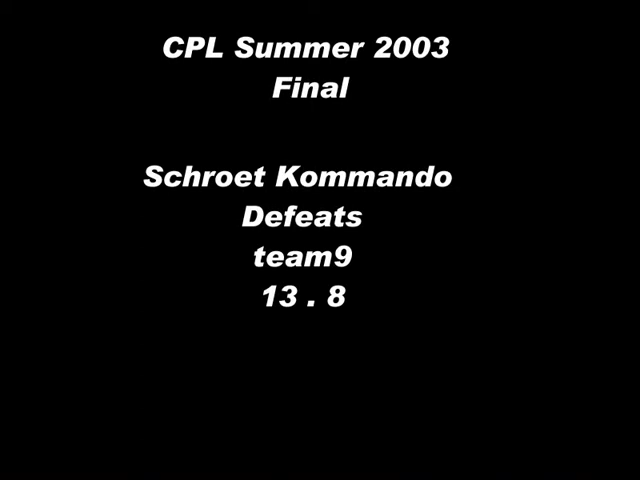 CPL Summer 2003
Final
Schroet Kommando
Defeats
team9
13 . 8